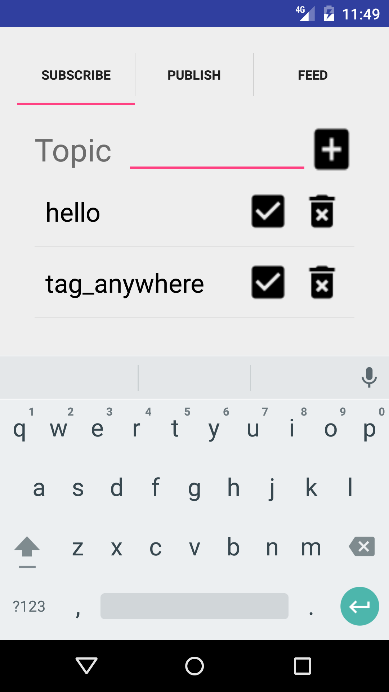 4G 11:49
SUBSCRIBE PUBLISH FEED
Topic
hello
tag_anywhere
1 2 3 4 5 6 7 8 9 0
q w e r t y u i o p
a s d f g h j k l
z x c v b n m
?123 , .